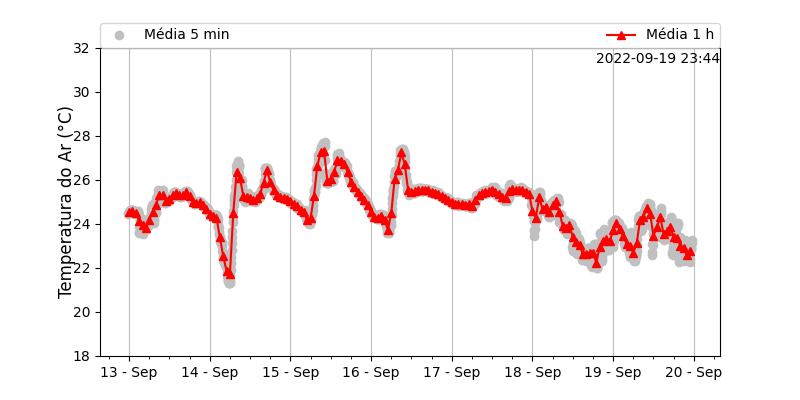 Média 5 min
Média 1 h
2022-09-19 23:44
Temperatura do Ar (°C)
32
30
28
26
24
22
20
18
13 - Sep
14 - Sep
15 - Sep
16 - Sep
17 - Sep
18 - Sep
19 - Sep
20 - Sep